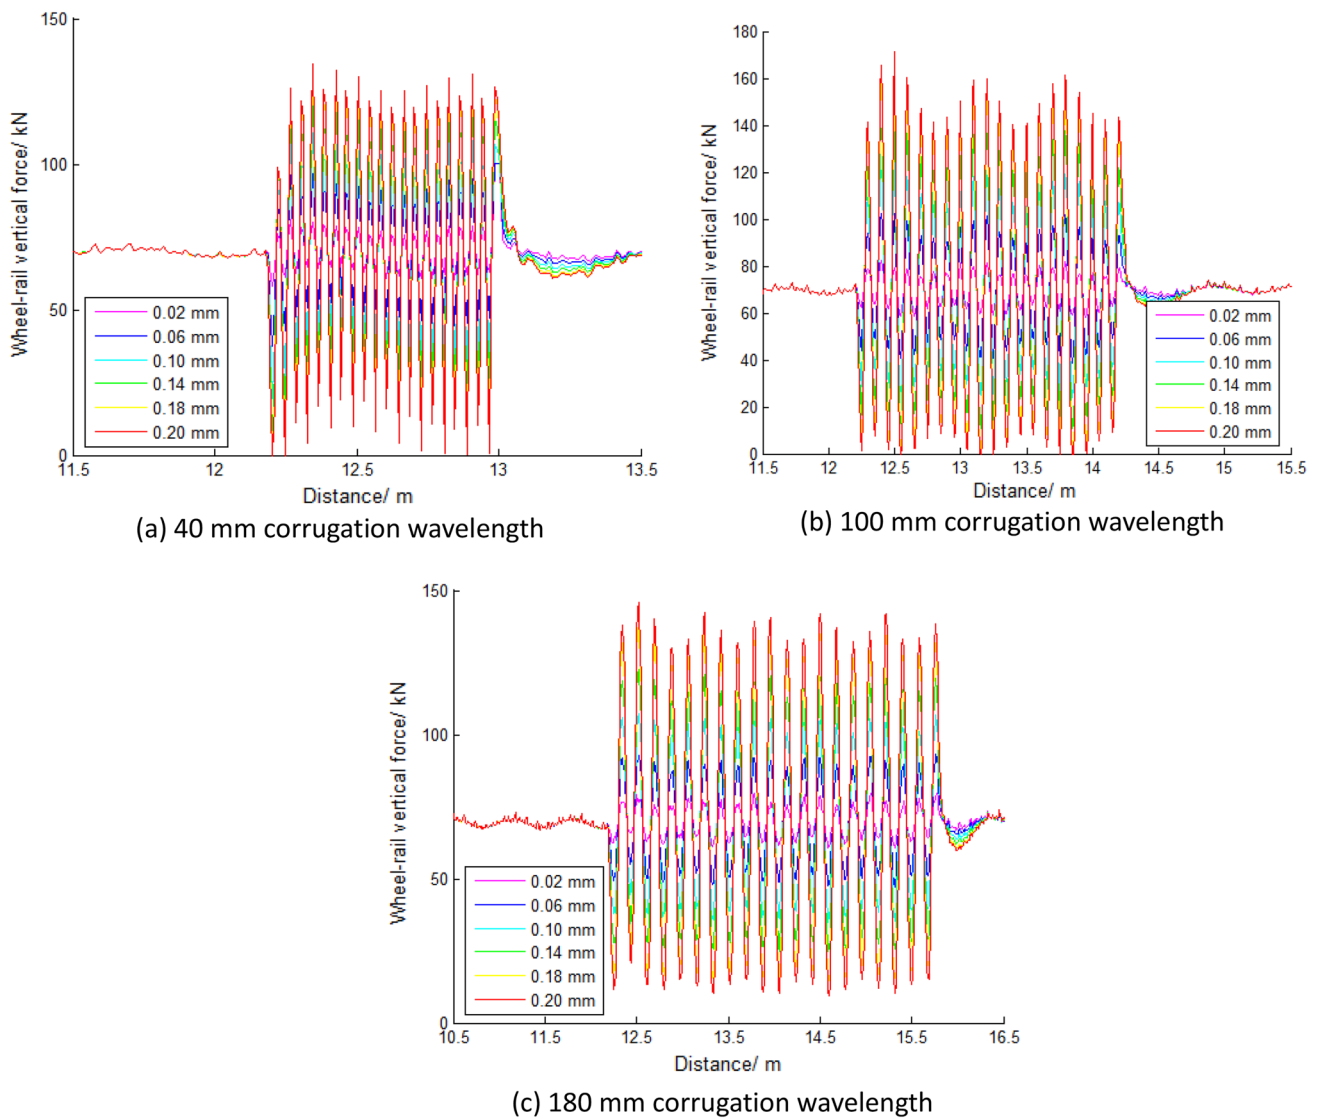 150
100
50
0
Wheel-rail vertical force/ kN
0.02 mm
0.06 mm
0.10 mm
0.14 mm
0.18 mm
0.20 mm
11.5 12 12.5 13 13.5
Distance/ m
(a) 40 mm corrugation wavelength
180
160
140
120
100
80
60
40
20
0
Wheel-rail vertical force/ kN
0.02 mm
0.06 mm
0.10 mm
0.14 mm
0.18 mm
0.20 mm
11.5 12 12.5 13 13.5 14 14.5 15 15.5
Distance/ m
(b) 100 mm corrugation wavelength
150
100
50
0
Wheel-rail vertical force/ kN
0.02 mm
0.06 mm
0.10 mm
0.14 mm
0.18 mm
0.20 mm
10.5 11.5 12.5 13.5 14.5 15.5 16.5
Distance/ m
(c) 180 mm corrugation wavelength